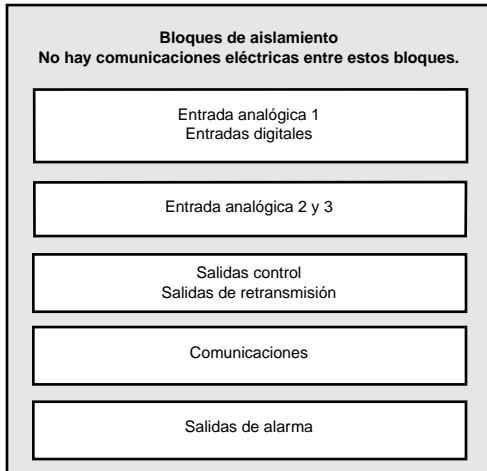 Bloques de aislamiento
No hay comunicaciones eléctricas entre estos bloques.
Entrada analógica 1
Entradas digitales
Entrada analógica 2 y 3
Salidas control
Salidas de retransmisión
Comunicaciones
Salidas de alarma